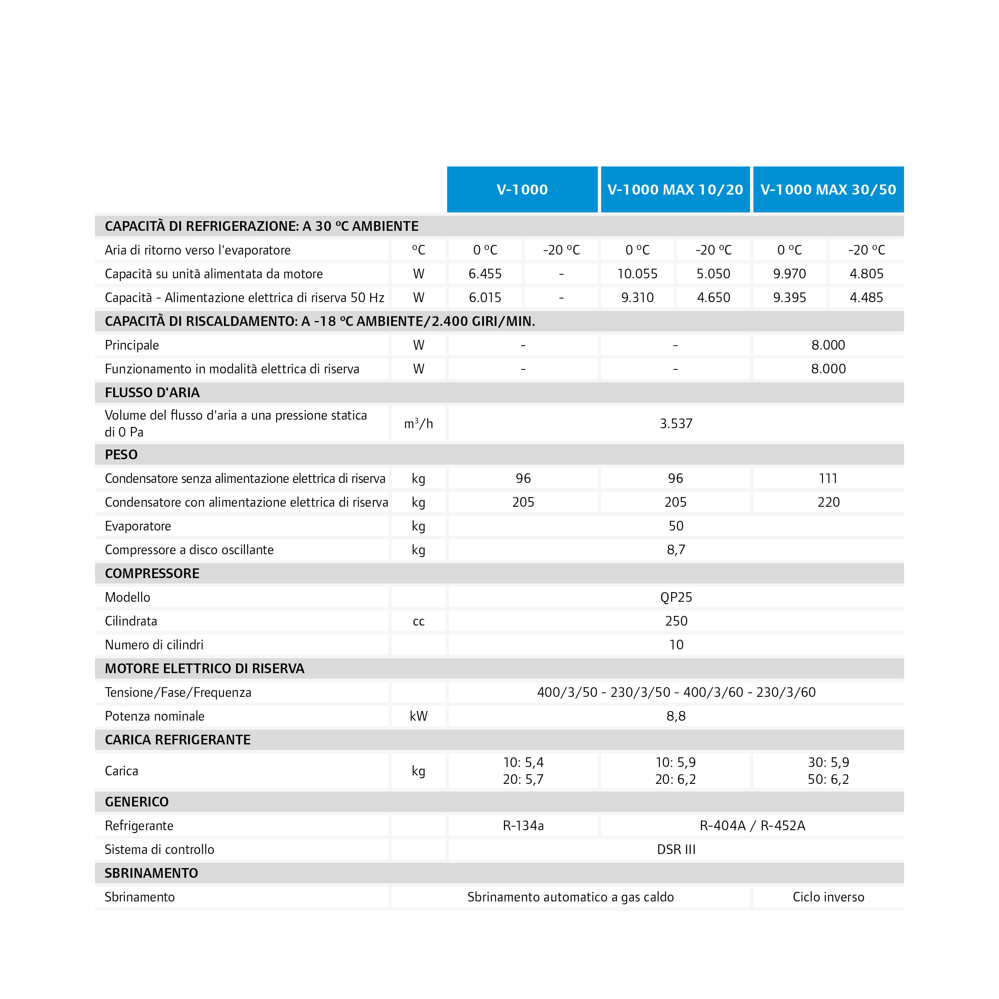 V-1000 V-1000 MAX 10/20 V-1000 MAX 30/50
CAPACITÀ DI REFRIGERAZIONE: A 30 ºC AMBIENTE
Aria di ritorno verso l'evaporatore ºC 0 ºC -20 ºC 0 ºC -20 ºC 0 ºC -20 ºC
Capacità su unità alimentata da motore W 6.455 - 10.055 5.050 9.970 4.805
Capacità - Alimentazione elettrica di riserva 50 Hz W 6.015 - 9.310 4.650 9.395 4.485
CAPACITÀ DI RISCALDAMENTO: A -18 ºC AMBIENTE/2.400 GIRI/MIN.
Principale W - - 8.000
Funzionamento in modalità elettrica di riserva W - - 8.000
FLUSSO D'ARIA
Volume del flusso d'aria a una pressione statica
di 0 Pa m³/h 3.537
PESO
Condensatore senza alimentazione elettrica di riserva kg 96 96 111
Condensatore con alimentazione elettrica di riserva kg 205 205 220
Evaporatore kg 50
Compressore a disco oscillante kg 8,7
COMPRESSORE
Modello QP25
Cilindrata cc 250
Numero di cilindri 10
MOTORE ELETTRICO DI RISERVA
Tensione/Fase/Frequenza 400/3/50 - 230/3/50 - 400/3/60 - 230/3/60
Potenza nominale kW 8,8
CARICA REFRIGERANTE
Carica kg 10: 5,4 10: 5,9 30: 5,9
20: 5,7 20: 6,2 50: 6,2
GENERICO
Refrigerante R-134a R-404A / R-452A
Sistema di controllo DSR III
SBRINAMENTO
Sbrinamento Sbrinamento automatico a gas caldo Ciclo inverso